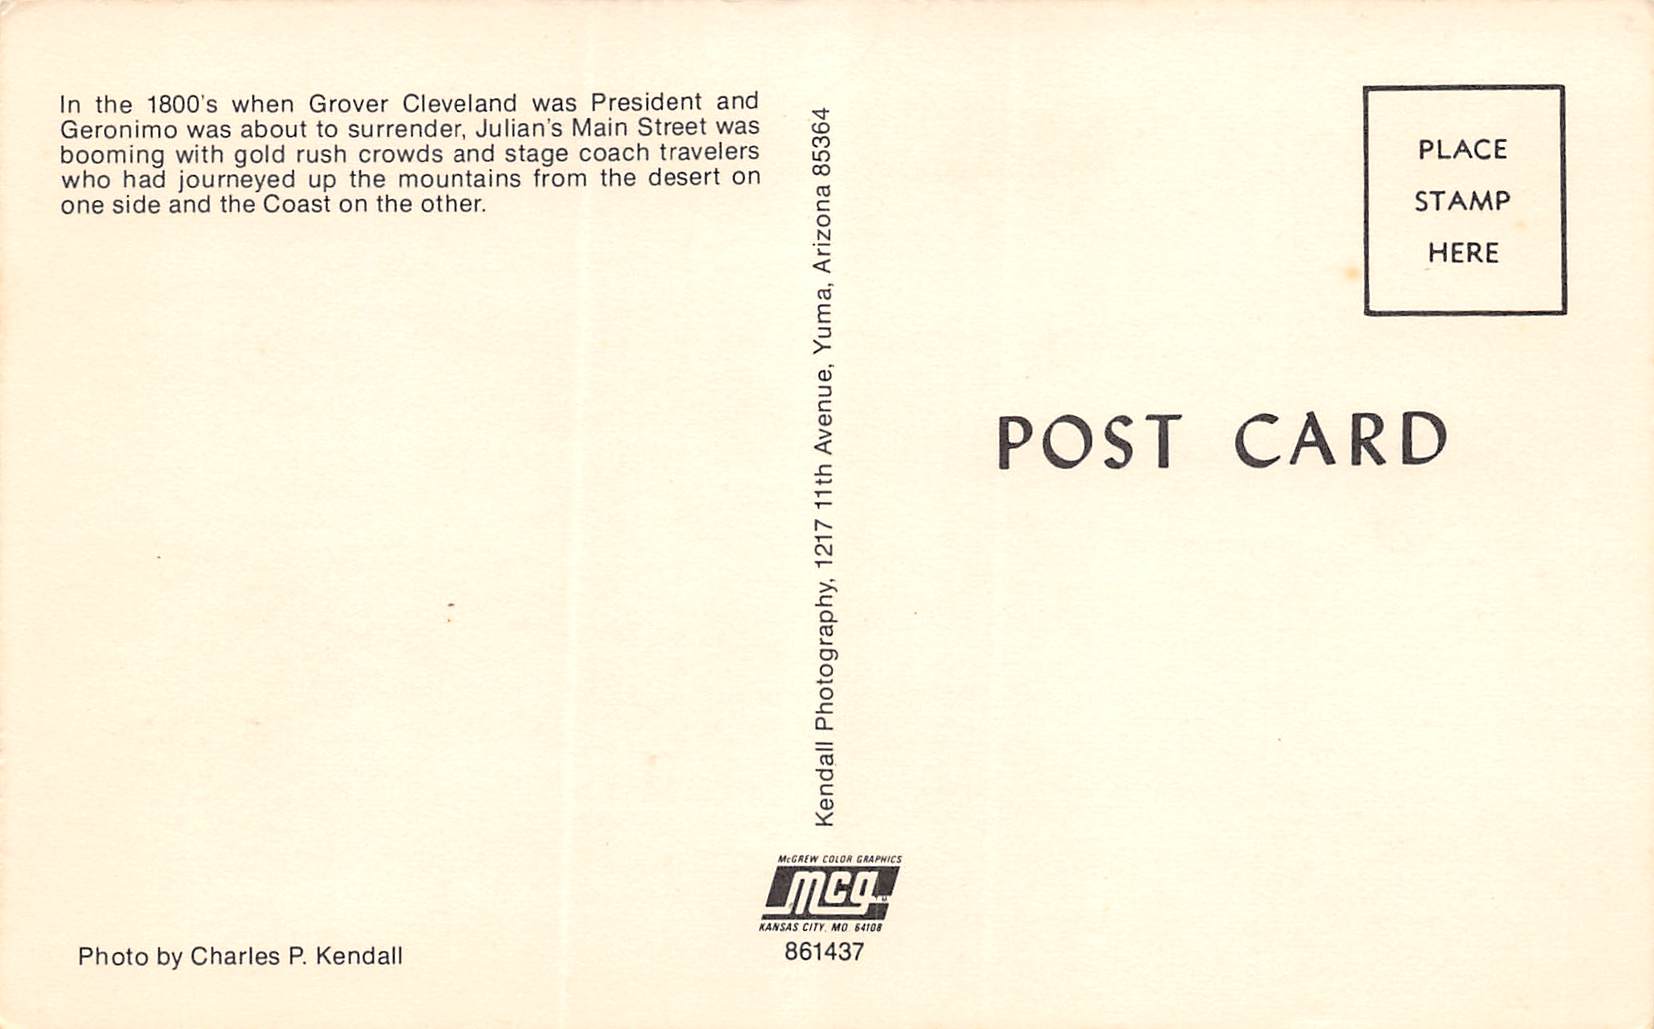 In the 1800's when Grover Cleveland was President and
Geronimo was about to surrender, Julian's Main Street was
booming with gold rush crowds and stage coach travelers
who had journeyed up the mountains from the desert on
one side and the Coast on the other.
Photo by Charles P. Kendall
Kendall Photography, 1217 11th Avenue, Yuma, Arizona 85364
McGREW COLOR GRAPHICS
mcg TM
KANSAS CITY, MO. 64108
861437
PLACE
STAMP
HERE
POST CARD